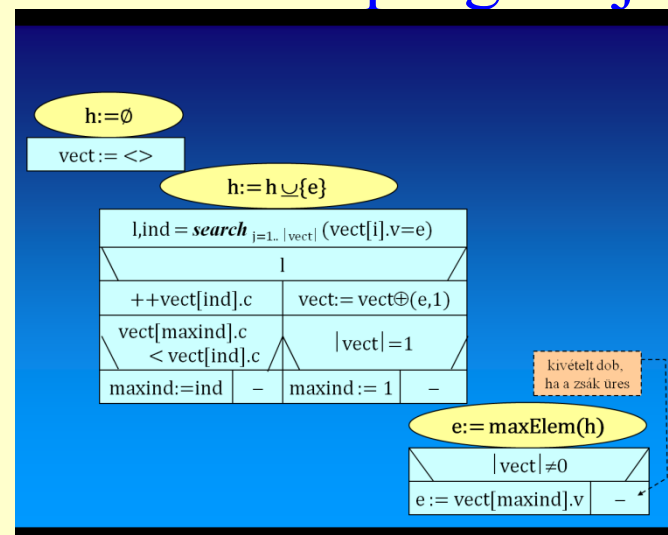 h:=∅
vect:= <>
h:= h ∪{e}
l,ind = search j=1.. |vect| (vect[i].v=e)
l
++vect[ind].c
vect:= vect⊕(e,1)
vect[maxind].c
< vect[ind].c
|vect|=1
maxind:=ind
–
maxind := 1
–
kivételt dob,
ha a zsák üres
e:= maxElem(h)
|vect|≠0
e := vect[maxind].v
–